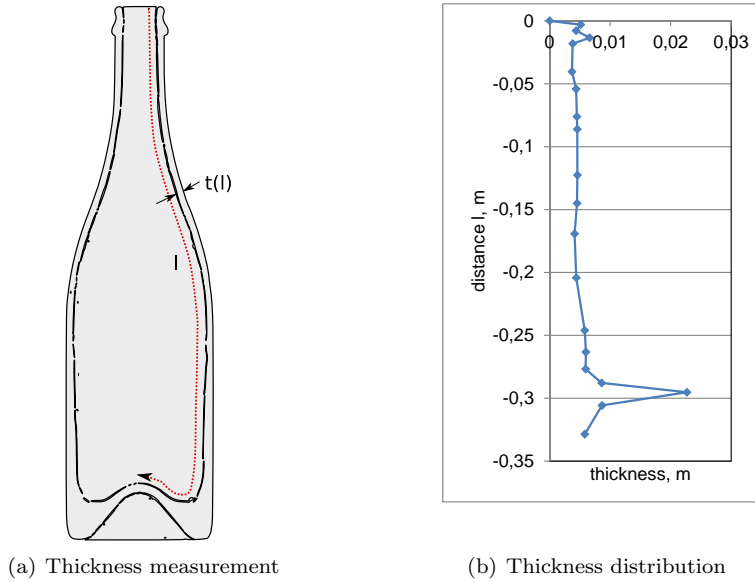 t(l)
l
(a) Thickness measurement
0
0
0,01
0,02
0,03
-0,05
-0,1
-0,15
-0,2
-0,25
-0,3
-0,35
distance l, m
thickness, m
(b) Thickness distribution